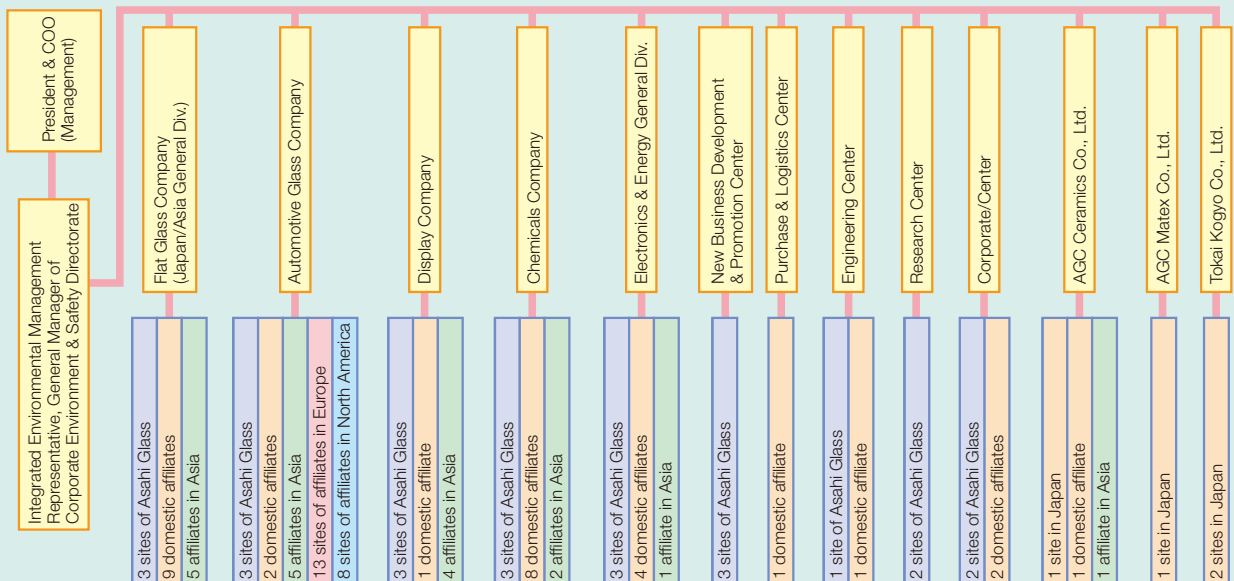 President & COO
(Management)
Integrated Environmental Management
Representative, General Manager of
Corporate Environment & Safety Directorate
Flat Glass Company
(Japan/Asia General Div.)
3 sites of Asahi Glass
9 domestic affiliates
5 affiliates in Asia
Automotive Glass Company
3 sites of Asahi Glass
2 domestic affiliates
5 affiliates in Asia
13 sites of affiliates in Europe
8 sites of affiliates in North America
Display Company
3 sites of Asahi Glass
1 domestic affiliate
4 affiliates in Asia
Chemicals Company
3 sites of Asahi Glass
8 domestic affiliates
2 affiliates in Asia
Electronics & Energy General Div.
3 sites of Asahi Glass
4 domestic affiliates
1 affiliate in Asia
New Business Development
& Promotion Center
3 sites of Asahi Glass
Purchase & Logistics Center
1 domestic affiliate
Engineering Center
1 site of Asahi Glass
1 domestic affiliate
Research Center
2 sites of Asahi Glass
Corporate/Center
2 sites of Asahi Glass
2 domestic affiliates
AGC Ceramics Co., Ltd.
1 site in Japan
1 domestic affiliate
1 affiliate in Asia
AGC Matex Co., Ltd.
1 site in Japan
Tokai Kogyo Co., Ltd.
2 sites in Japan